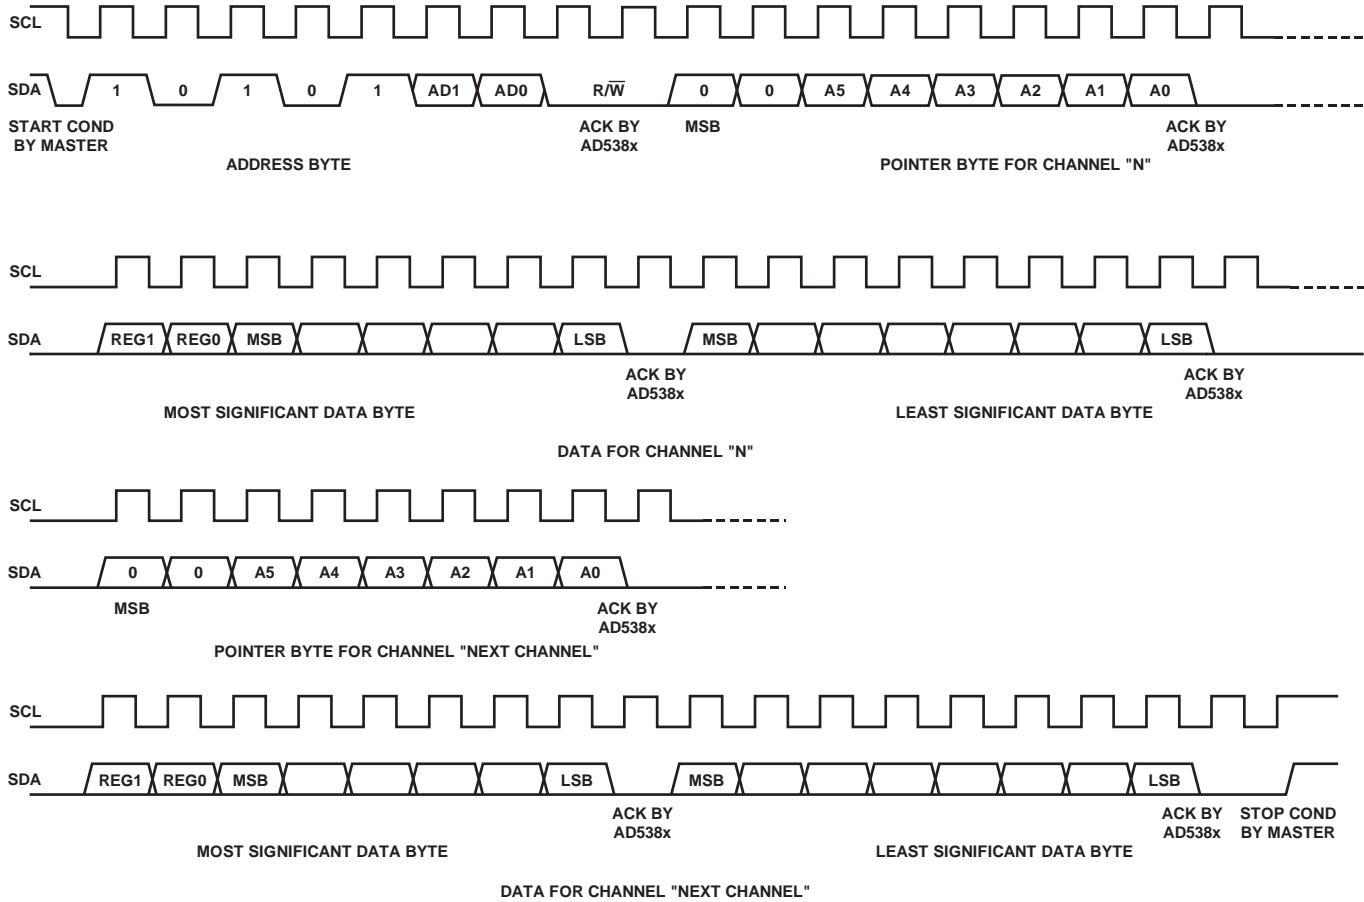 SCL
SDA 1 0 1 0 1 AD1 AD0 R/W̅ 0 0 A5 A4 A3 A2 A1 A0
START COND BY MASTER
ACK BY AD538x
MSB
ACK BY AD538x
ADDRESS BYTE
POINTER BYTE FOR CHANNEL "N"
SCL
SDA REG1 REG0 MSB LSB MSB LSB
ACK BY AD538x
ACK BY AD538x
MOST SIGNIFICANT DATA BYTE
LEAST SIGNIFICANT DATA BYTE
DATA FOR CHANNEL "N"
SCL
SDA 0 0 A5 A4 A3 A2 A1 A0
MSB
ACK BY AD538x
POINTER BYTE FOR CHANNEL "NEXT CHANNEL"
SCL
SDA REG1 REG0 MSB LSB MSB LSB
ACK BY AD538x
ACK BY AD538x
STOP COND BY MASTER
MOST SIGNIFICANT DATA BYTE
LEAST SIGNIFICANT DATA BYTE
DATA FOR CHANNEL "NEXT CHANNEL"